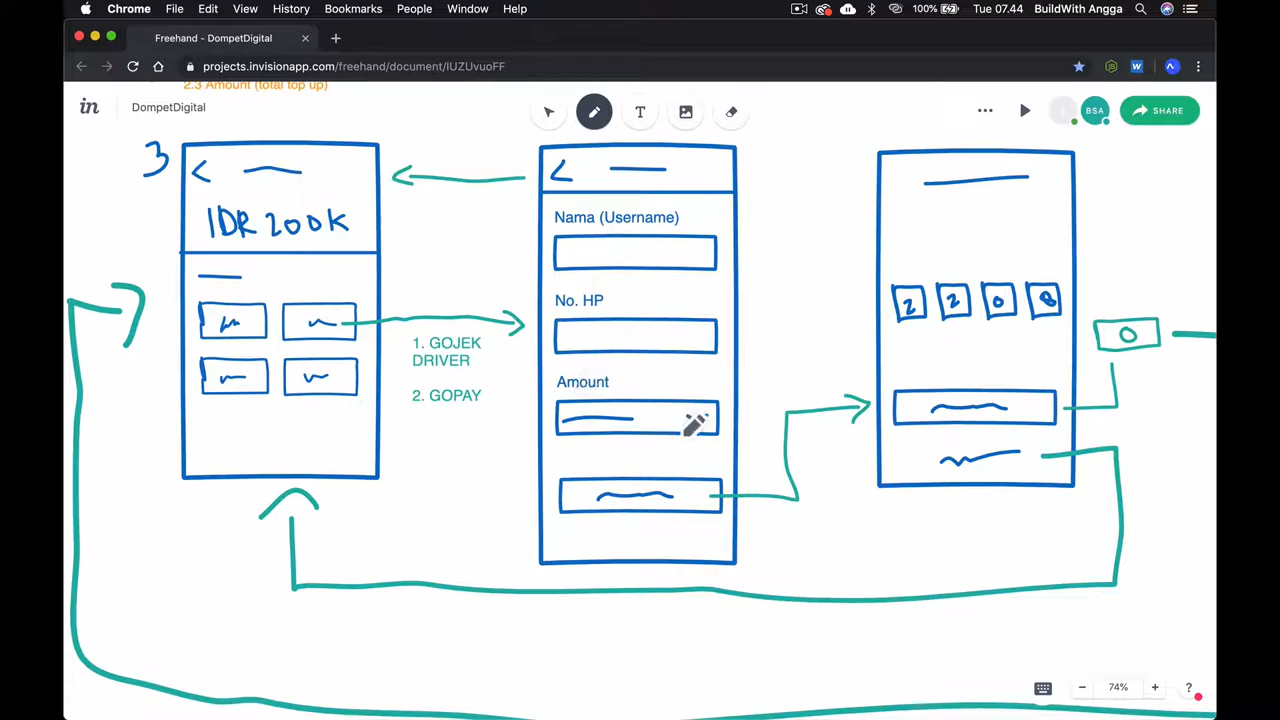 Chrome File Edit View History Bookmarks People Window Help 100% Tue 07.44 BuildWith Angga
Freehand - DompetDigital
projects.invisionapp.com/freehand/document/IUZUvuoFF
2.3 Amount (total top up)
in DompetDigital
BSA
SHARE
3
IDR 200K
1. GOJEK
DRIVER
2. GOPAY
Nama (Username)
No. HP
Amount
2 2 0 8
0
74%